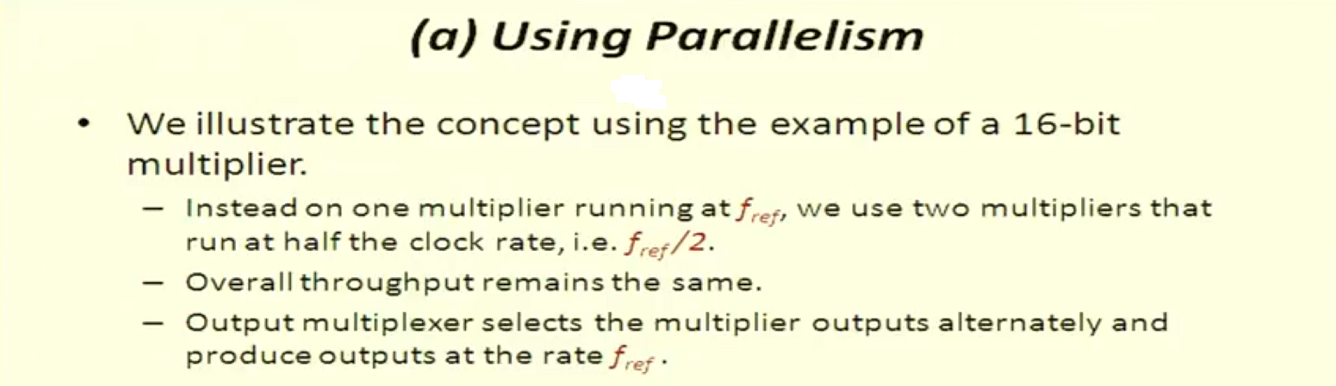 (a) Using Parallelism
• We illustrate the concept using the example of a 16-bit
multiplier.
– Instead on one multiplier running at fref, we use two multipliers that
run at half the clock rate, i.e. fref/2.
– Overall throughput remains the same.
– Output multiplexer selects the multiplier outputs alternately and
produce outputs at the rate fref.